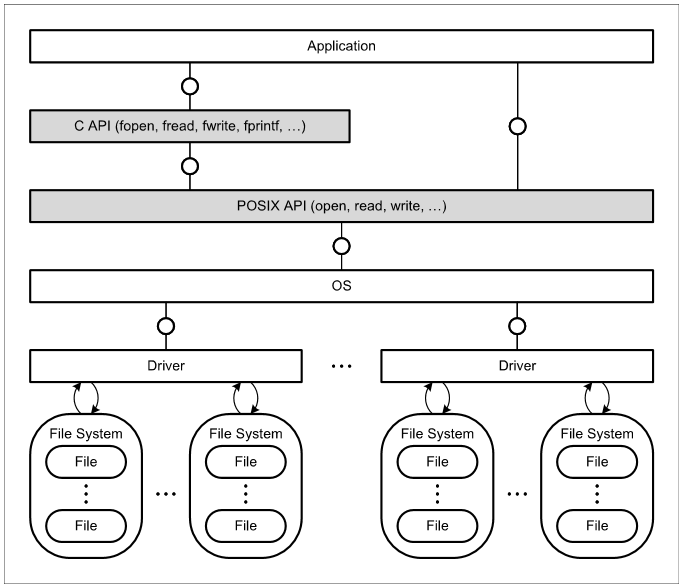 Application
C API (fopen, fread, fwrite, fprintf, …)
POSIX API (open, read, write, …)
OS
Driver
…
Driver
File System
File System
File System
File System
File
File
File
File
…
…
File
File
File
File